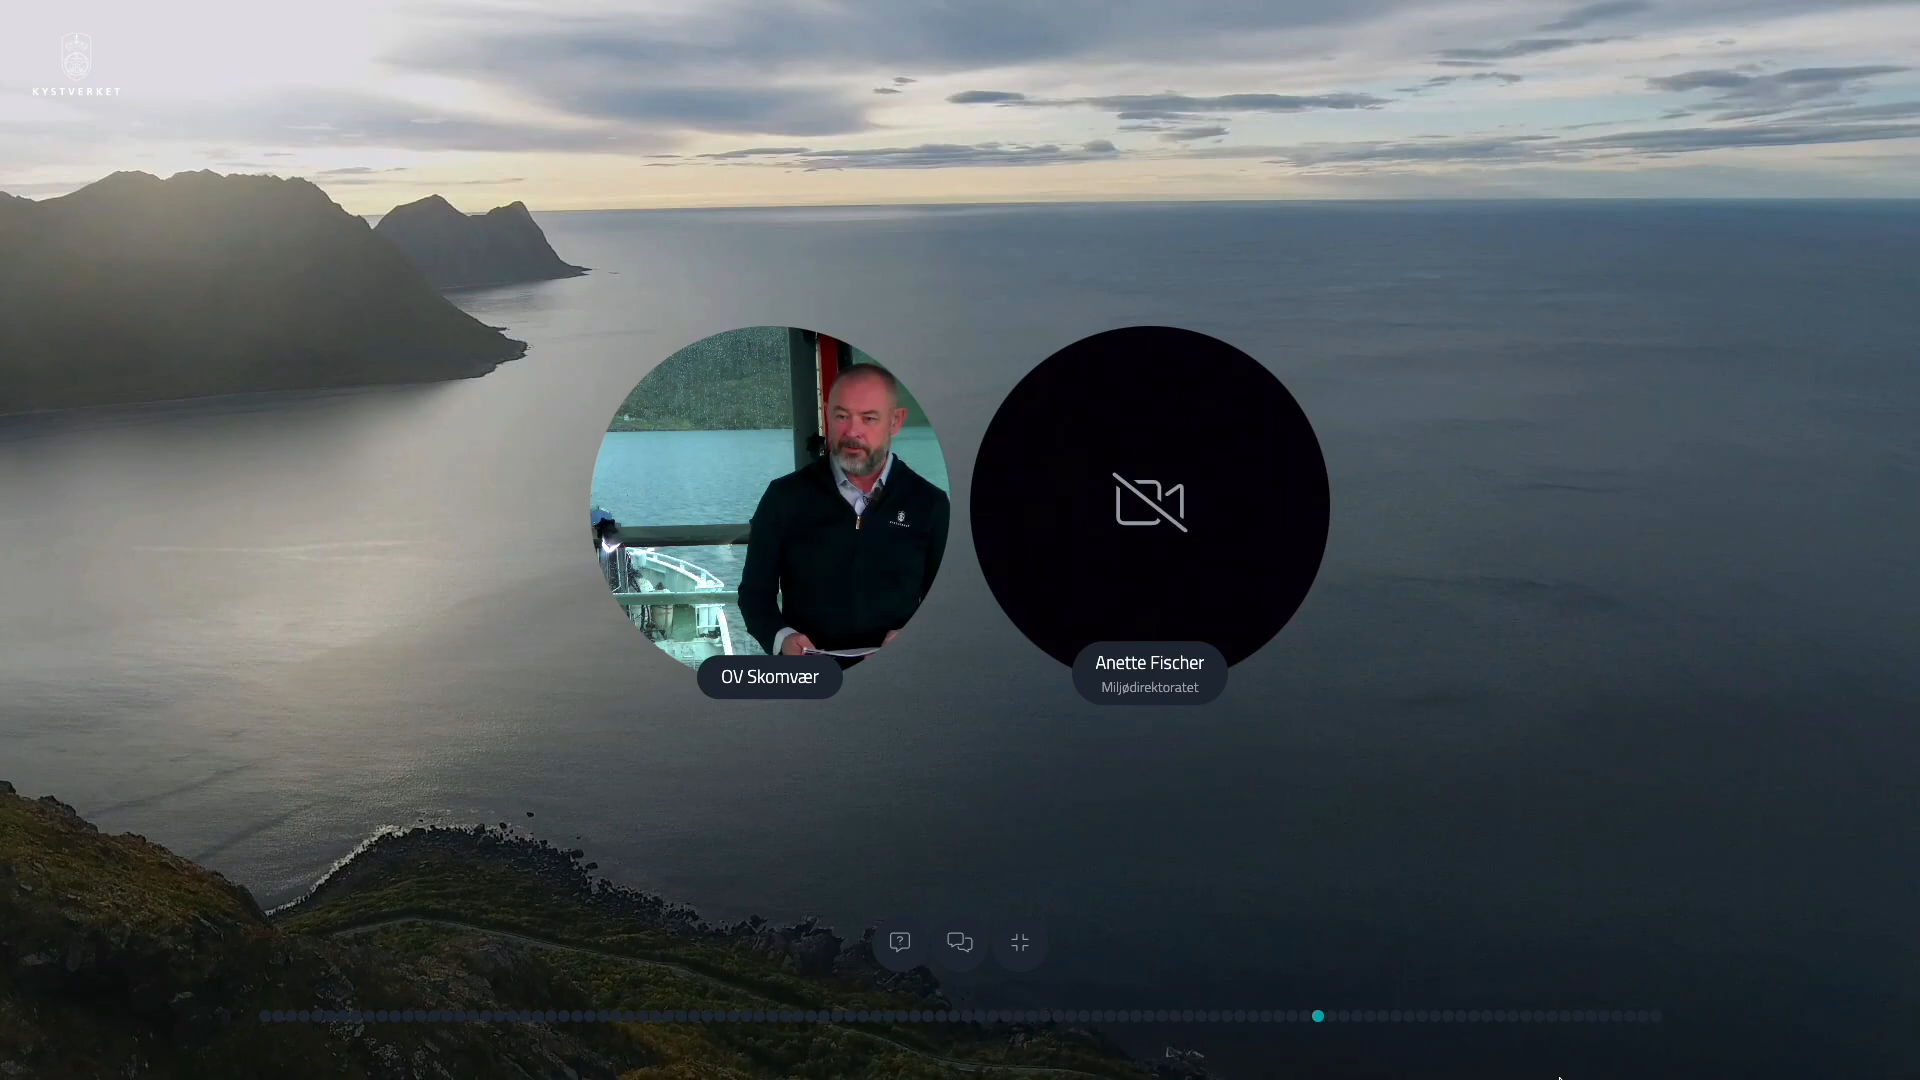 KYSTVERKET
OV Skomvær
Anette Fischer
Miljødirektoratet